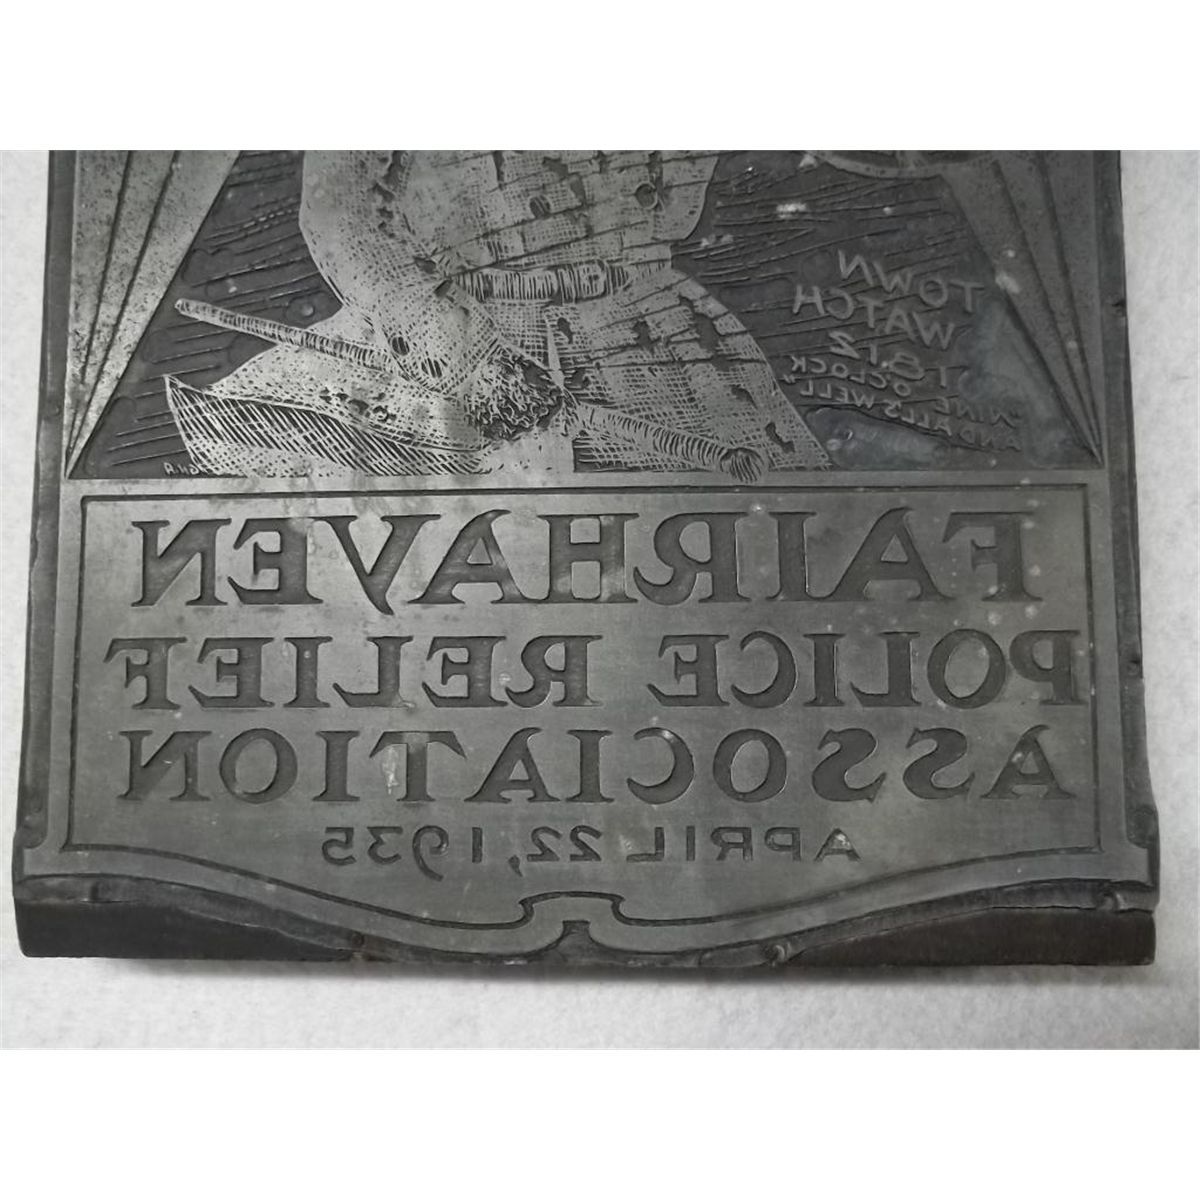 TOWN
WATCH
1812
O'CLOCK
"NINE
AND ALL'S WELL
FAIRHAVEN
POLICE RELIEF
ASSOCIATION
APRIL 22, 1935